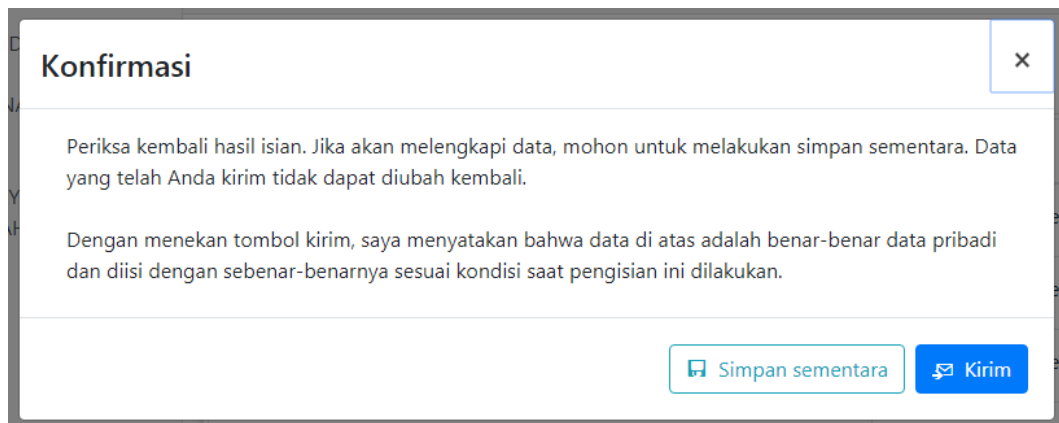 Konfirmasi
×
Periksa kembali hasil isian. Jika akan melengkapi data, mohon untuk melakukan simpan sementara. Data
yang telah Anda kirim tidak dapat diubah kembali.
Dengan menekan tombol kirim, saya menyatakan bahwa data di atas adalah benar-benar data pribadi
dan diisi dengan sebenar-benarnya sesuai kondisi saat pengisian ini dilakukan.
Simpan sementara
Kirim